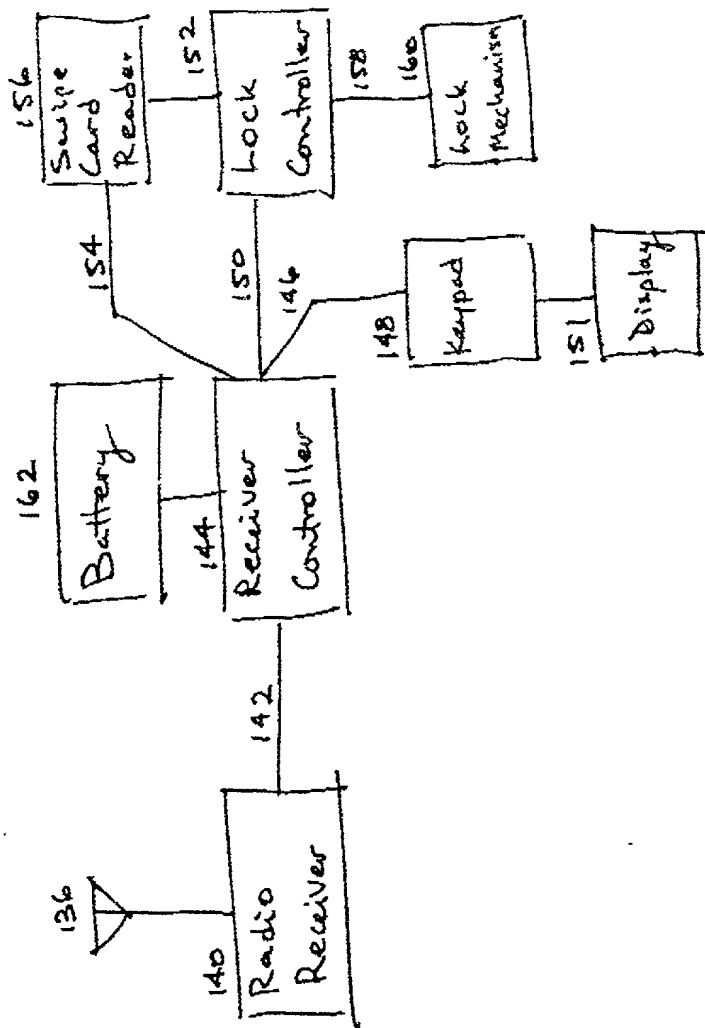 136
140
Radio
Receiver
142
162
Battery
144
Receiver
Controller
154
156
Swipe
Card
Reader
150
152
Lock
Controller
158
160
Lock
Mechanism
146
148
Keypad
151
Display